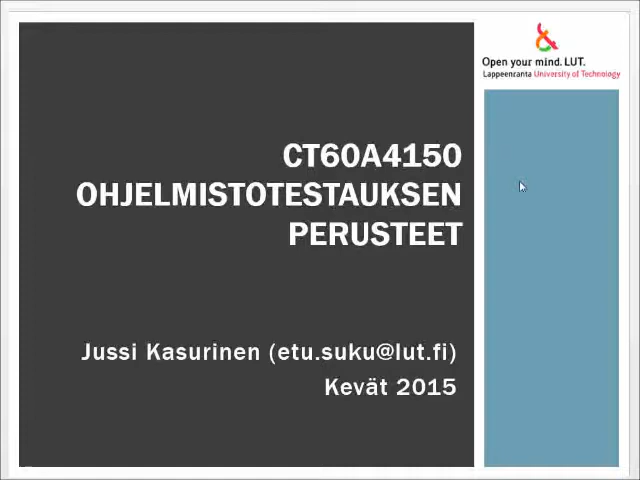 Open your mind. LUT.
Lappeenranta University of Technology
CT60A4150
OHJELMISTOTESTAUKSEN
PERUSTEET
Jussi Kasurinen (etu.suku@lut.fi)
Kevät 2015